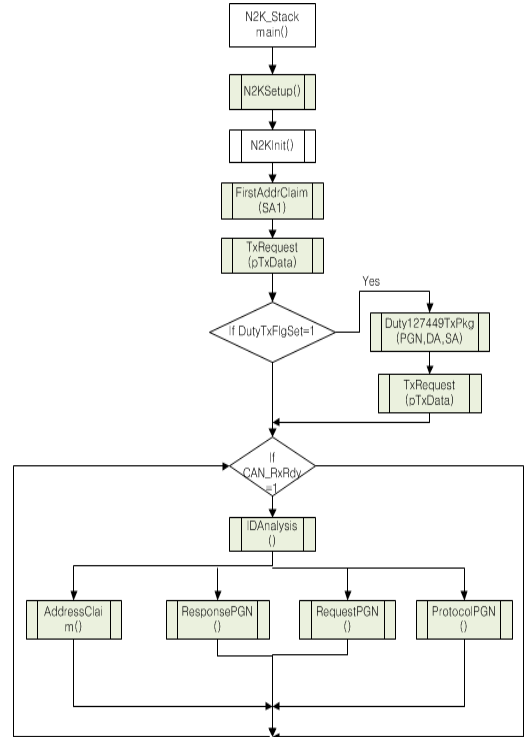 N2K_Stack
main()
N2KSetup()
N2KInit()
FirstAddrClaim
(SA1)
TxRequest
(pTxData)
If DutyTxFlgSet=1
Yes
Duty127449TxPkg
(PGN,DA,SA)
TxRequest
(pTxData)
If
CAN_RxRdy
=1
IDAnalysis
()
AddressClai
m()
ResponsePGN
()
RequestPGN
()
ProtocolPGN
()